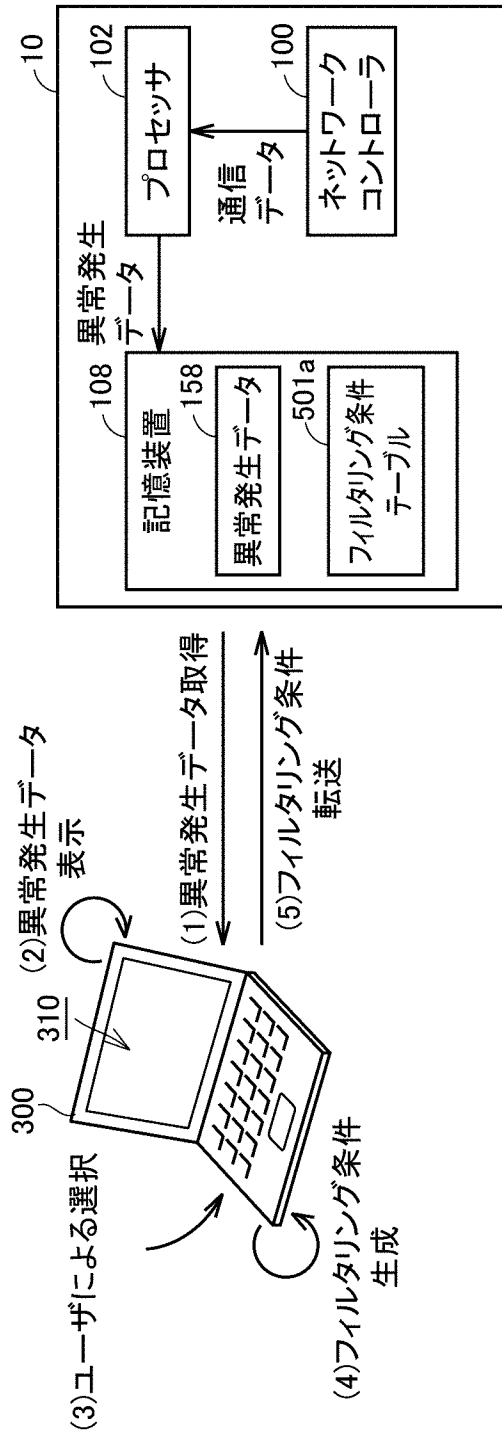 (3)ユーザによる選択
300
310
(2)異常発生データ
表示
(4)フィルタリング条件
生成
(1)異常発生データ取得
(5)フィルタリング条件
転送
10
108
記憶装置
158
異常発生データ
501a
フィルタリング条件
テーブル
異常発生
データ
102
プロセッサ
通信
データ
100
ネットワーク
コントローラ